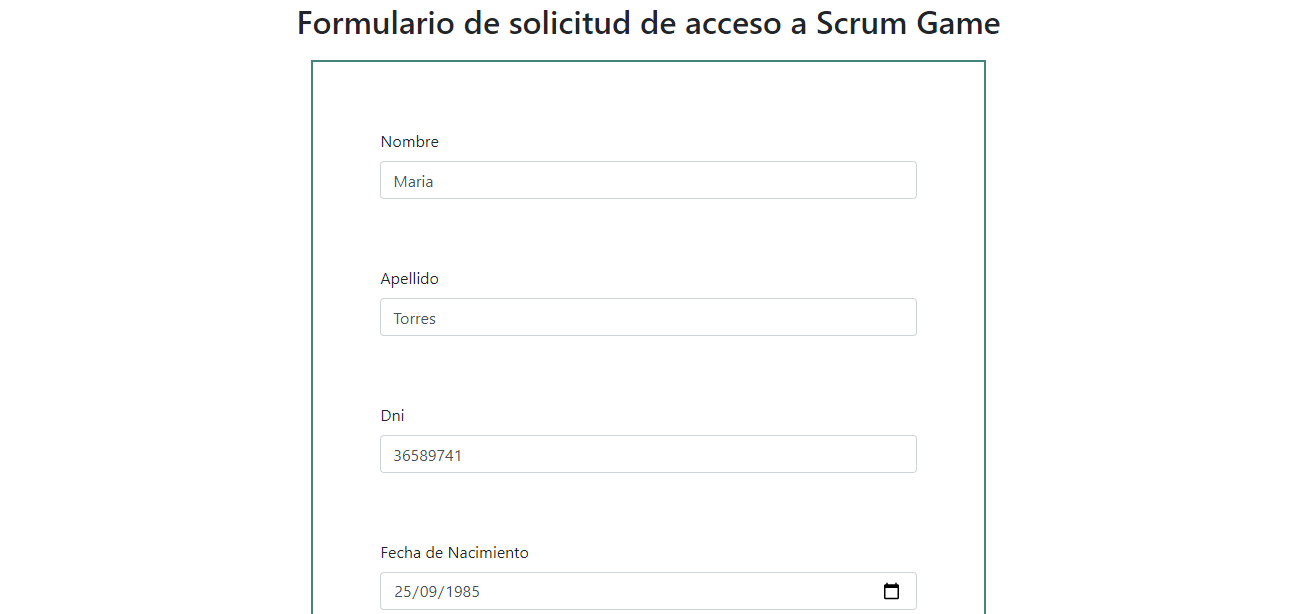 Formulario de solicitud de acceso a Scrum Game
Nombre
Maria
Apellido
Torres
Dni
36589741
Fecha de Nacimiento
25/09/1985